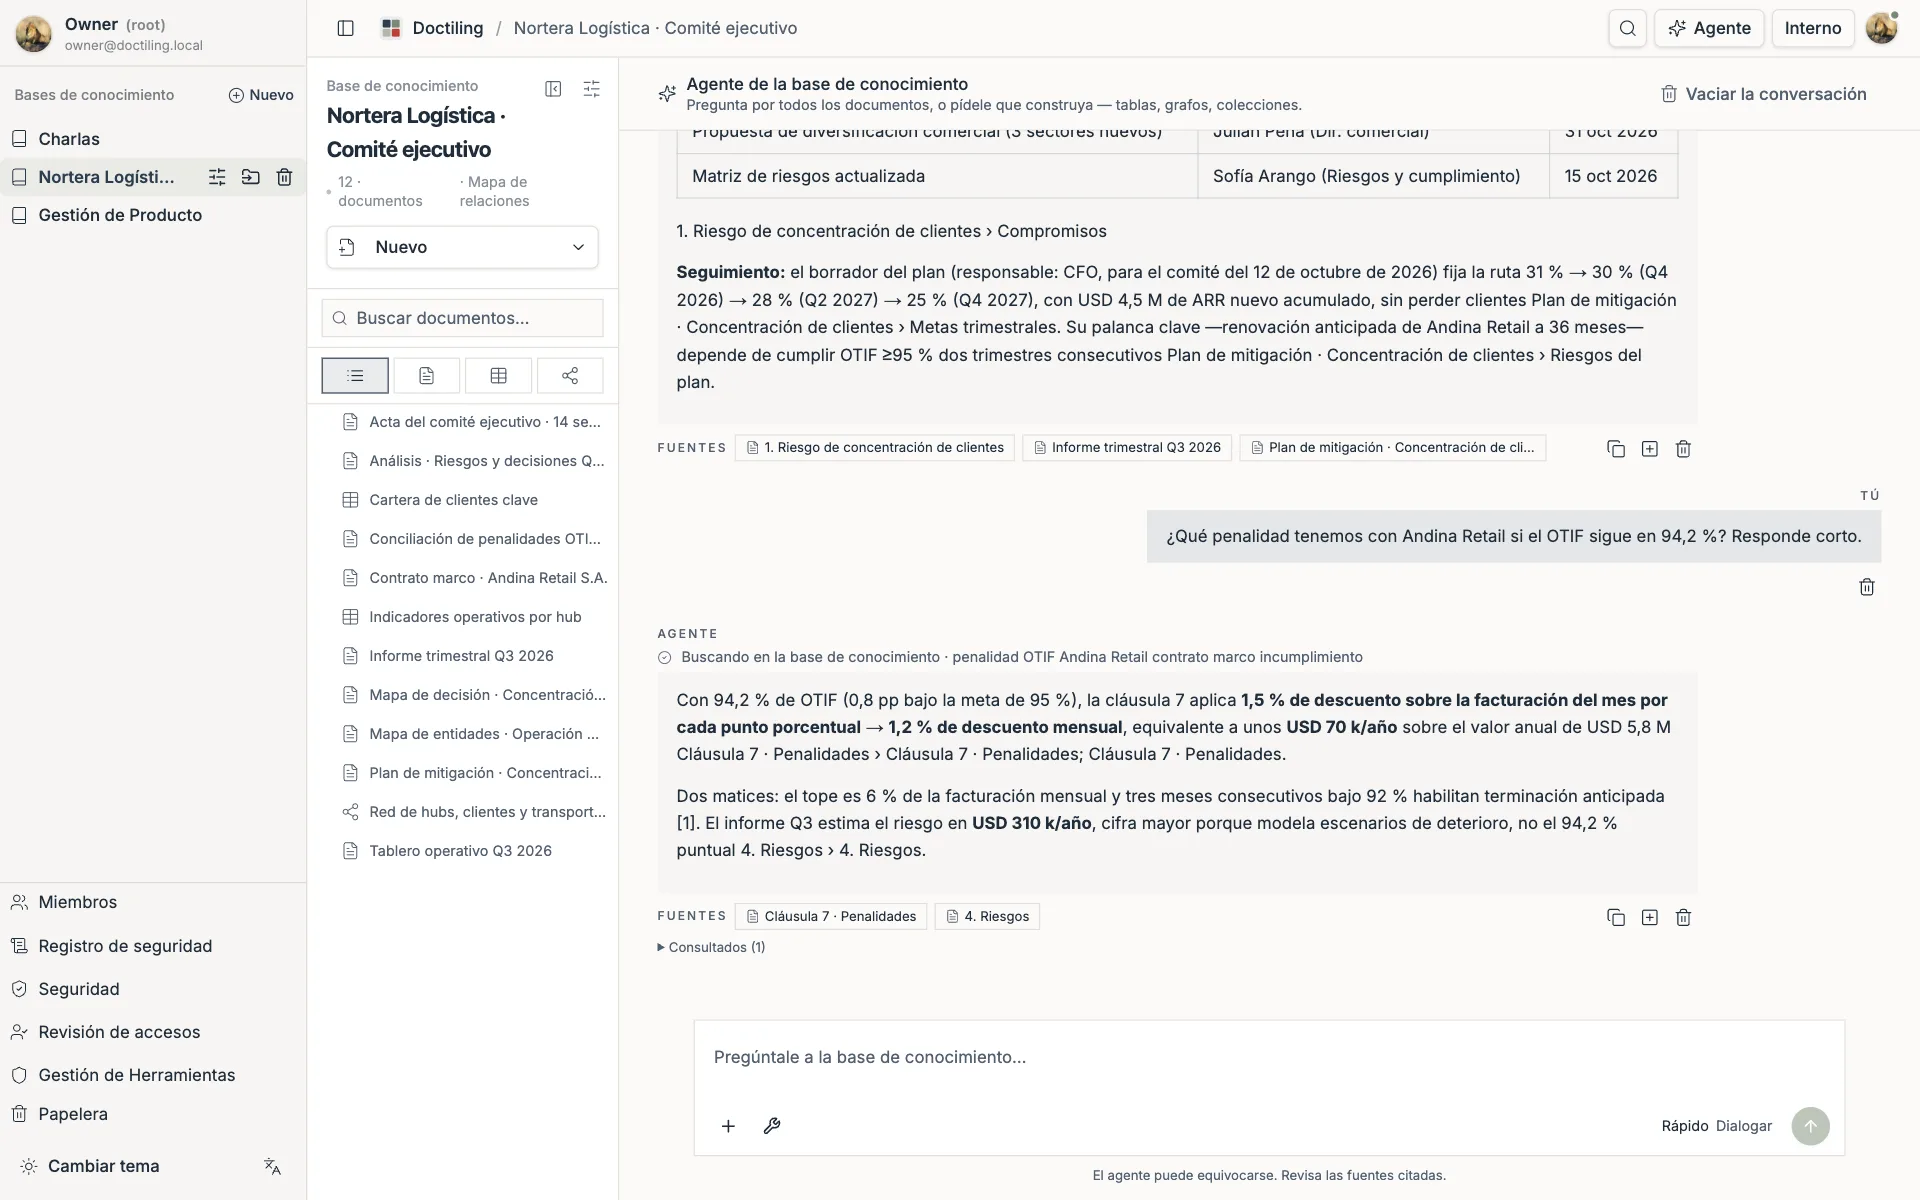 Owner (root)
owner@doctiling.local
Bases de conocimiento
Nuevo
Charlas
Nortera Logísti...
Gestión de Producto
Miembros
Registro de seguridad
Seguridad
Revisión de accesos
Gestión de Herramientas
Papelera
Cambiar tema
Doctiling / Nortera Logística · Comité ejecutivo
Agente
Interno
Base de conocimiento
Nortera Logística ·
Comité ejecutivo
12 ·
documentos
· Mapa de
relaciones
Nuevo
Buscar documentos...
Acta del comité ejecutivo · 14 se...
Análisis · Riesgos y decisiones Q...
Cartera de clientes clave
Conciliación de penalidades OTI...
Contrato marco · Andina Retail S.A.
Indicadores operativos por hub
Informe trimestral Q3 2026
Mapa de decisión · Concentració...
Mapa de entidades · Operación ...
Plan de mitigación · Concentraci...
Red de hubs, clientes y transport...
Tablero operativo Q3 2026
Agente de la base de conocimiento
Pregunta por todos los documentos, o pídele que construya — tablas, grafos, colecciones.
Vaciar la conversación
Propuesta de diversificación comercial (3 sectores nuevos) Julián Peña (Dir. comercial) 31 oct 2026
Matriz de riesgos actualizada Sofía Arango (Riesgos y cumplimiento) 15 oct 2026
1. Riesgo de concentración de clientes › Compromisos
Seguimiento: el borrador del plan (responsable: CFO, para el comité del 12 de octubre de 2026) fija la ruta 31 % → 30 % (Q4
2026) → 28 % (Q2 2027) → 25 % (Q4 2027), con USD 4,5 M de ARR nuevo acumulado, sin perder clientes Plan de mitigación
· Concentración de clientes › Metas trimestrales. Su palanca clave —renovación anticipada de Andina Retail a 36 meses—
depende de cumplir OTIF ≥95 % dos trimestres consecutivos Plan de mitigación · Concentración de clientes › Riesgos del
plan.
FUENTES 1. Riesgo de concentración de clientes Informe trimestral Q3 2026 Plan de mitigación · Concentración de cli...
TÚ
¿Qué penalidad tenemos con Andina Retail si el OTIF sigue en 94,2 %? Responde corto.
AGENTE
Buscando en la base de conocimiento · penalidad OTIF Andina Retail contrato marco incumplimiento
Con 94,2 % de OTIF (0,8 pp bajo la meta de 95 %), la cláusula 7 aplica 1,5 % de descuento sobre la facturación del mes por
cada punto porcentual → 1,2 % de descuento mensual, equivalente a unos USD 70 k/año sobre el valor anual de USD 5,8 M
Cláusula 7 · Penalidades › Cláusula 7 · Penalidades; Cláusula 7 · Penalidades.
Dos matices: el tope es 6 % de la facturación mensual y tres meses consecutivos bajo 92 % habilitan terminación anticipada
[1]. El informe Q3 estima el riesgo en USD 310 k/año, cifra mayor porque modela escenarios de deterioro, no el 94,2 %
puntual 4. Riesgos › 4. Riesgos.
FUENTES Cláusula 7 · Penalidades 4. Riesgos
Consultados (1)
Pregúntale a la base de conocimiento...
Rápido Dialogar
El agente puede equivocarse. Revisa las fuentes citadas.